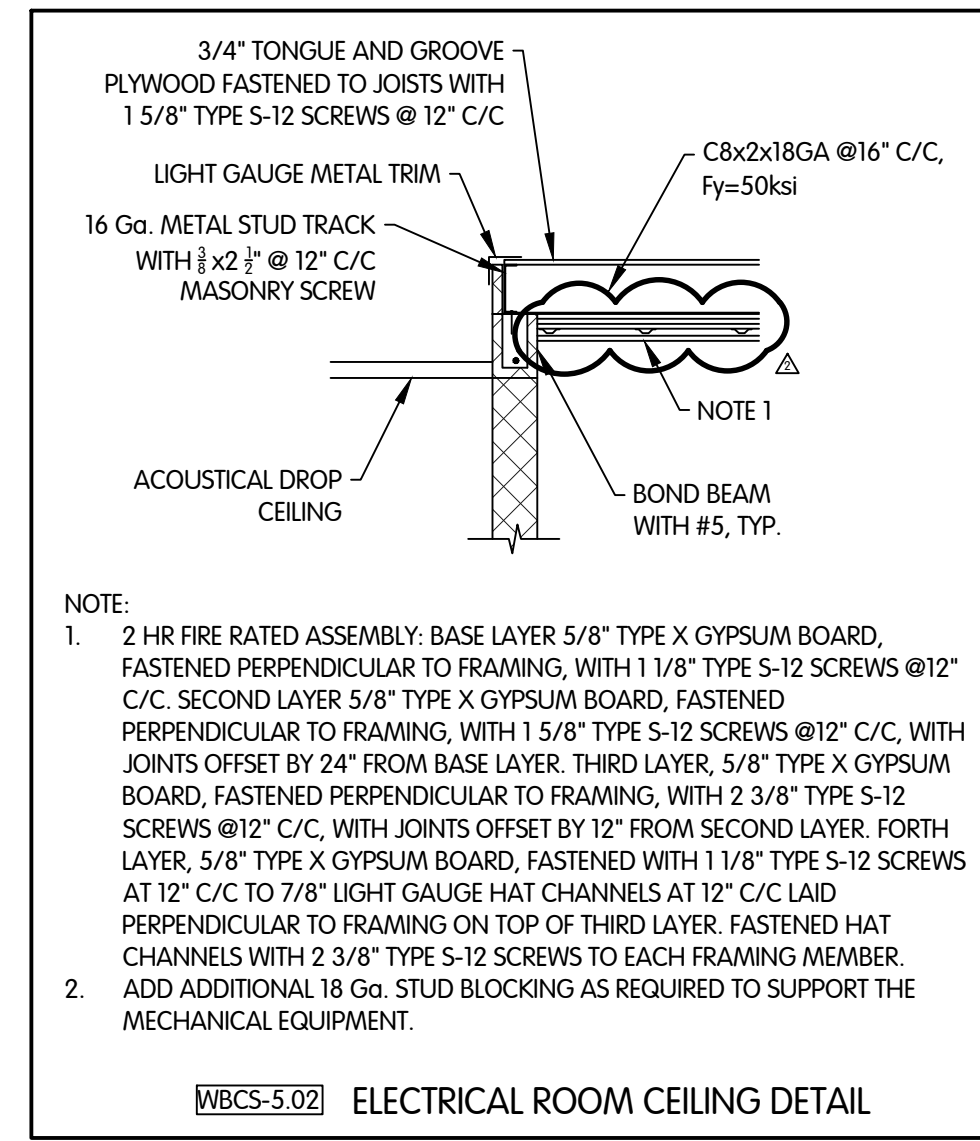 3/4" TONGUE AND GROOVE
PLYWOOD FASTENED TO JOISTS WITH
1 5/8" TYPE S-12 SCREWS @ 12" C/C
C8x2x18GA @16" C/C,
Fy=50ksi
LIGHT GAUGE METAL TRIM
16 Ga. METAL STUD TRACK
WITH 3/8 x2 1/2" @ 12" C/C
MASONRY SCREW
2
NOTE 1
ACOUSTICAL DROP
CEILING
BOND BEAM
WITH #5, TYP.
NOTE:
1. 2 HR FIRE RATED ASSEMBLY: BASE LAYER 5/8" TYPE X GYPSUM BOARD,
FASTENED PERPENDICULAR TO FRAMING, WITH 1 1/8" TYPE S-12 SCREWS @12"
C/C. SECOND LAYER 5/8" TYPE X GYPSUM BOARD, FASTENED
PERPENDICULAR TO FRAMING, WITH 1 5/8" TYPE S-12 SCREWS @12" C/C, WITH
JOINTS OFFSET BY 24" FROM BASE LAYER. THIRD LAYER, 5/8" TYPE X GYPSUM
BOARD, FASTENED PERPENDICULAR TO FRAMING, WITH 2 3/8" TYPE S-12
SCREWS @12" C/C, WITH JOINTS OFFSET BY 12" FROM SECOND LAYER. FORTH
LAYER, 5/8" TYPE X GYPSUM BOARD, FASTENED WITH 1 1/8" TYPE S-12 SCREWS
AT 12" C/C TO 7/8" LIGHT GAUGE HAT CHANNELS AT 12" C/C LAID
PERPENDICULAR TO FRAMING ON TOP OF THIRD LAYER. FASTENED HAT
CHANNELS WITH 2 3/8" TYPE S-12 SCREWS TO EACH FRAMING MEMBER.
2. ADD ADDITIONAL 18 Ga. STUD BLOCKING AS REQUIRED TO SUPPORT THE
MECHANICAL EQUIPMENT.
WBCS-5.02 ELECTRICAL ROOM CEILING DETAIL